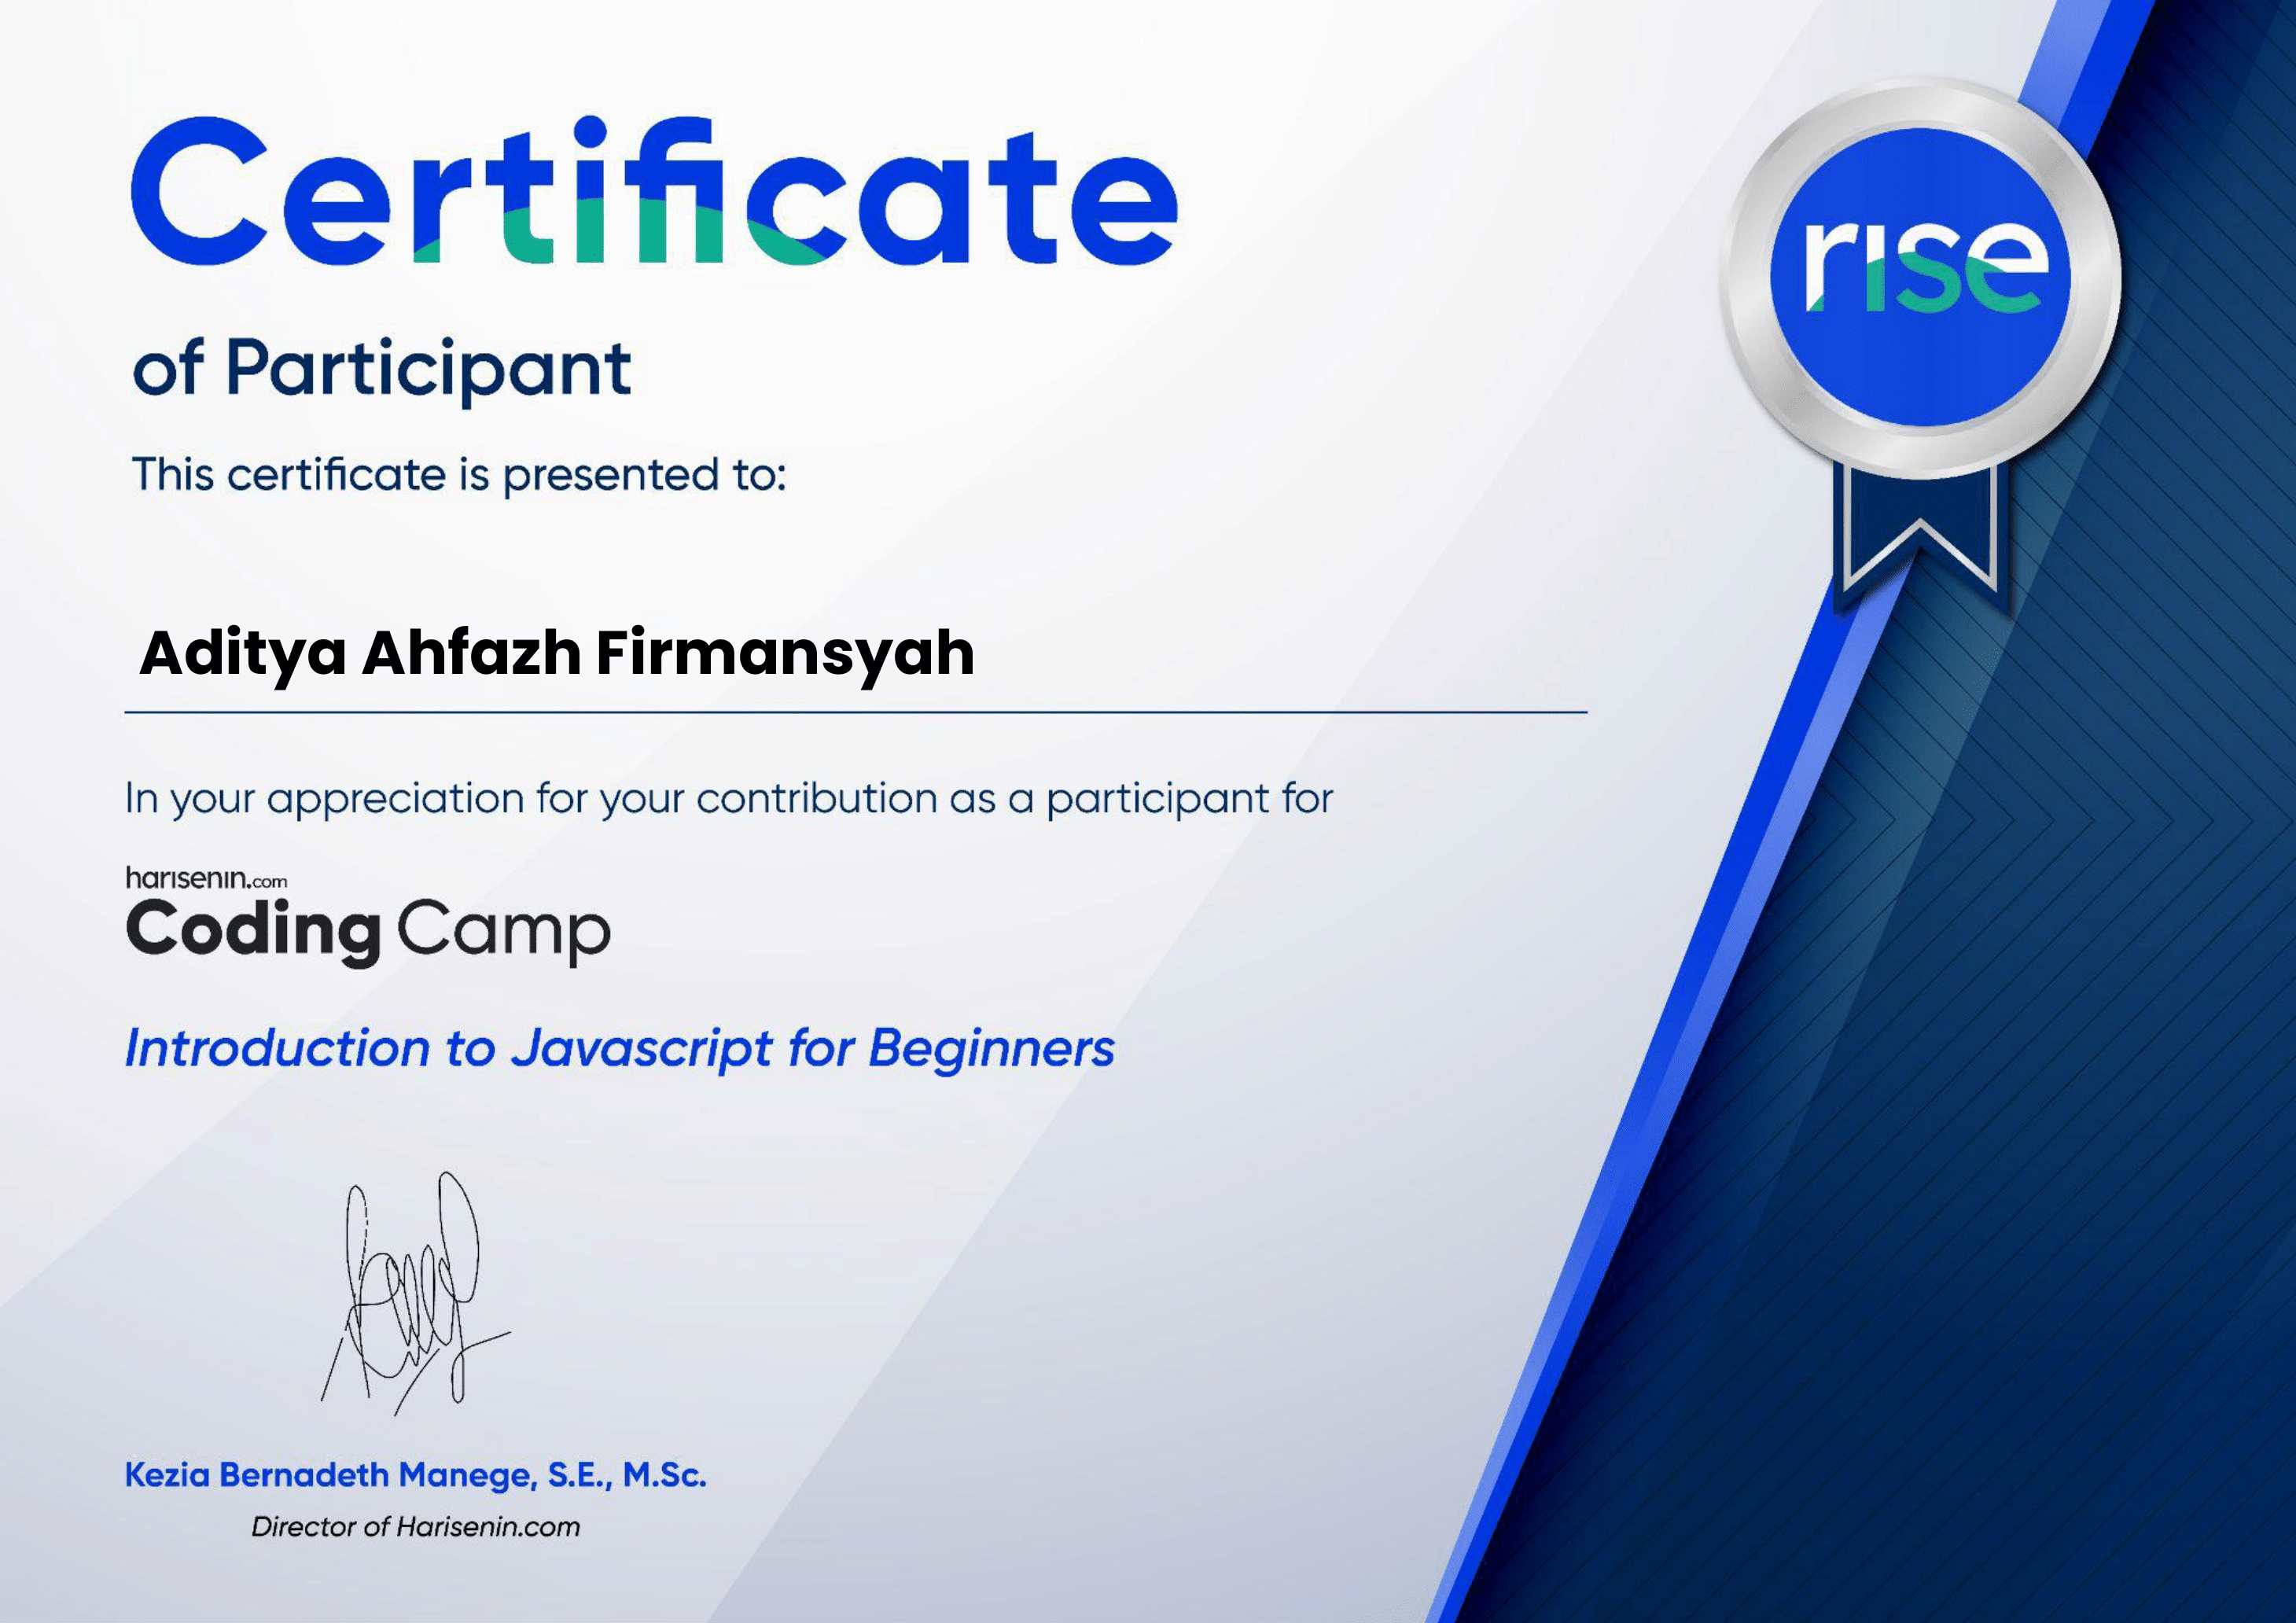 Certificate
rise
of Participant
This certificate is presented to:
Aditya Ahfazh Firmansyah
In your appreciation for your contribution as a participant for
harisenin.com
Coding Camp
Introduction to Javascript for Beginners
Kezia Bernadeth Manege, S.E., M.Sc.
Director of Harisenin.com